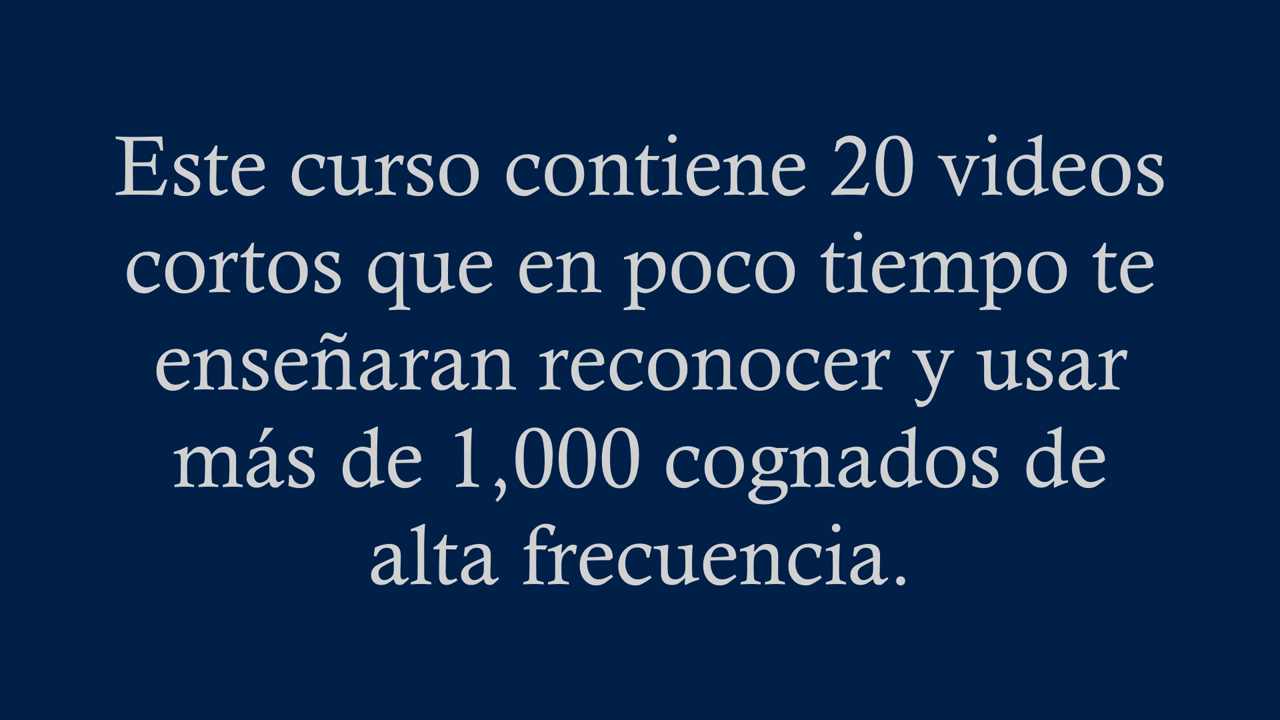 Este curso contiene 20 videos
cortos que en poco tiempo te
enseñaran reconocer y usar
más de 1,000 cognados de
alta frecuencia.